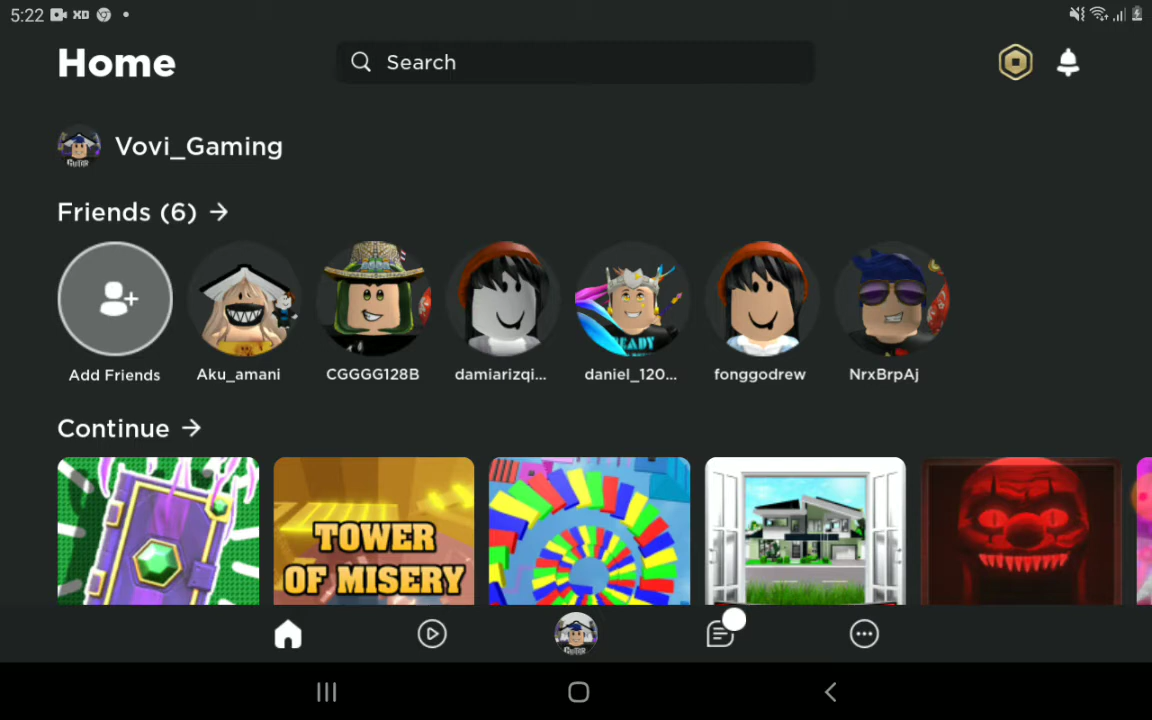 5:22
Home
Search
Vovi_Gaming
Friends (6) →
Add Friends
Aku_amani
CGGGG128B
damiarizqi...
daniel_120...
fonggodrew
NrxBrpAj
READY
Continue →
TOWER
OF MISERY